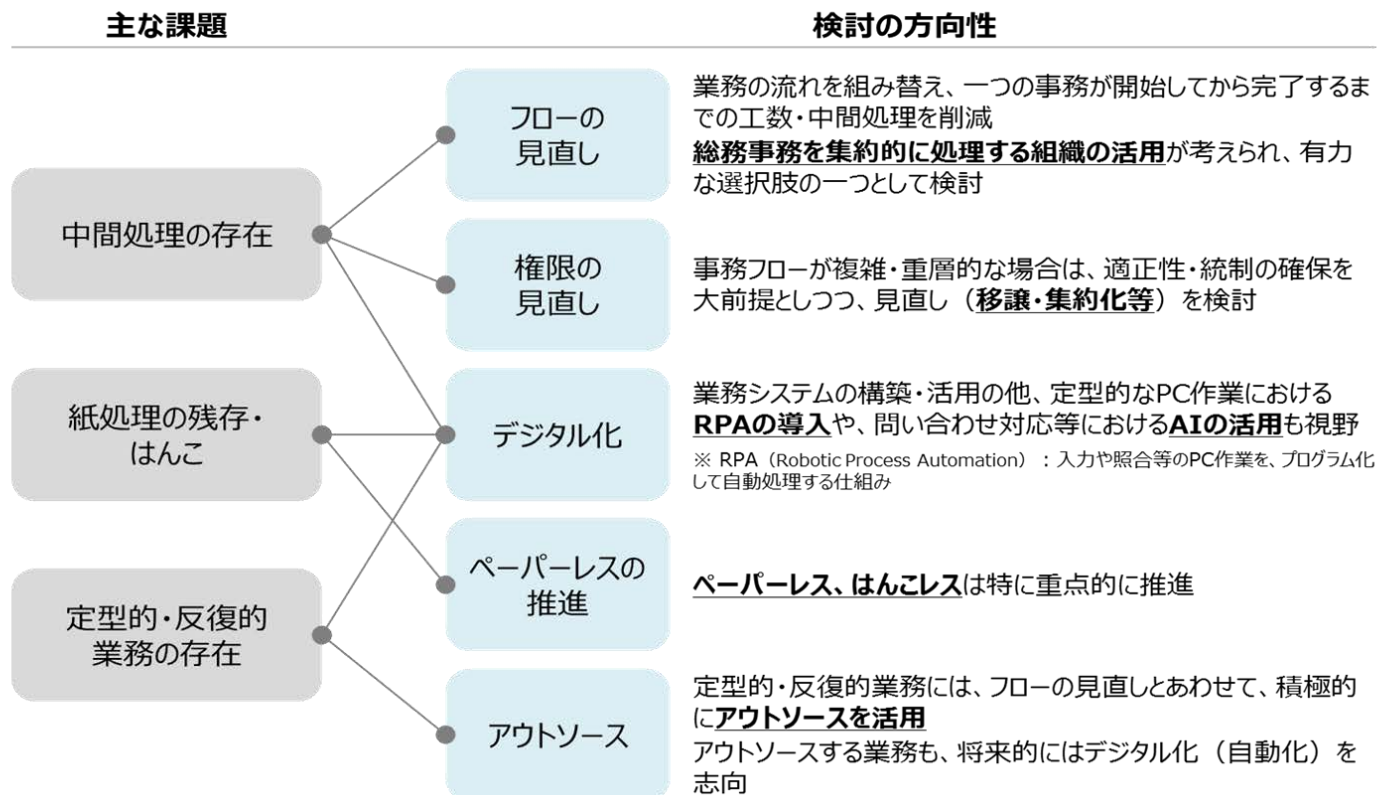 主な課題
検討の方向性
中間処理の存在
紙処理の残存・
はんこ
定型的・反復的
業務の存在
フローの
見直し
業務の流れを組み替え、一つの事務が開始してから完了するま
での工数・中間処理を削減
総務事務を集約的に処理する組織の活用が考えられ、有力
な選択肢の一つとして検討
権限の
見直し
事務フローが複雑・重層的な場合は、適正性・統制の確保を
大前提としつつ、見直し（移譲・集約化等）を検討
デジタル化
業務システムの構築・活用の他、定型的なPC作業における
RPAの導入や、問い合わせ対応等におけるAIの活用も視野
※ RPA（Robotic Process Automation）：入力や照合等のPC作業を、プログラム化
して自動処理する仕組み
ペーパーレスの
推進
ペーパーレス、はんこレスは特に重点的に推進
アウトソース
定型的・反復的業務には、フローの見直しとあわせて、積極的
にアウトソースを活用
アウトソースする業務も、将来的にはデジタル化（自動化）を
志向